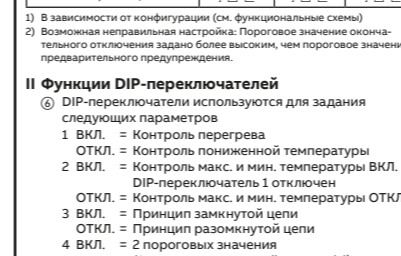 1) В зависимости от конфигурации (см. функциональные схемы)
2) Возможная неправильная настройка: Пороговое значение оконча-
тельного отключения задано более высоким, чем пороговое значени
предварительного предупреждения.
II Функции DIP-переключателей
⑥ DIP-переключатели используются для задания
следующих параметров
1 ВКЛ. = Контроль перегрева
ОТКЛ. = Контроль пониженной температуры
2 ВКЛ. = Контроль макс. и мин. температуры ВКЛ.
DIP-переключатель 1 отключен
ОТКЛ. = Контроль макс. и мин. температуры ОТКЛ
3 ВКЛ. = Принцип замкнутой цепи
ОТКЛ. = Принцип разомкнутой цепи
4 ВКЛ. = 2 пороговых значения